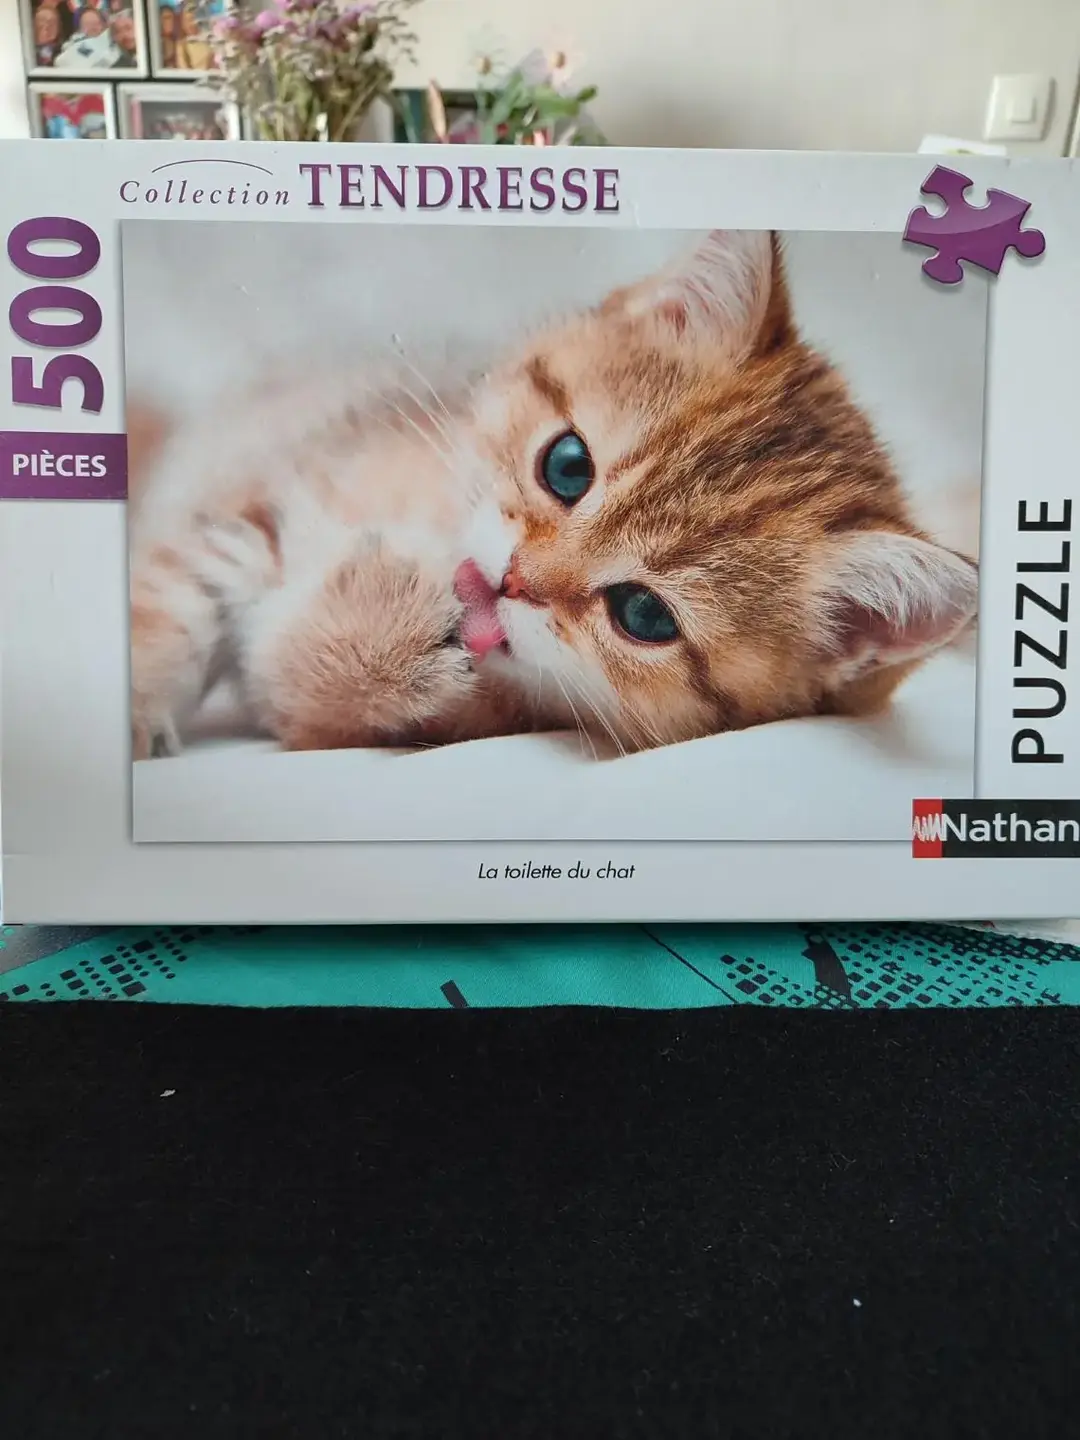 Collection TENDRESSE
500
PIÈCES
PUZZLE
Nathan
La toilette du chat